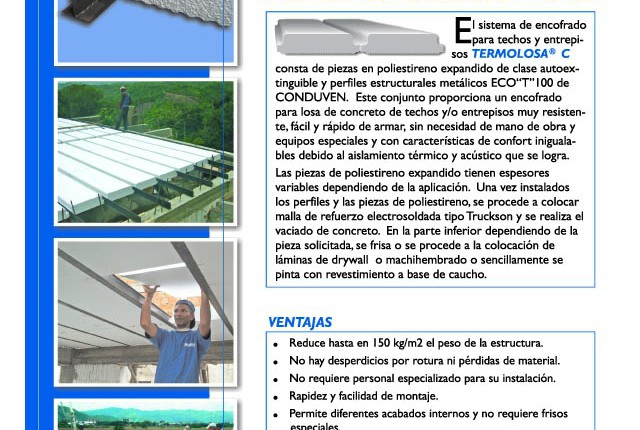 El sistema de encofrado
para techos y entrepi-
sos TERMOLOSA® C
consta de piezas en poliestireno expandido de clase autoex-
tinguible y perfiles estructurales metálicos ECO“T”100 de
CONDUVEN. Este conjunto proporciona un encofrado
para losa de concreto de techos y/o entrepisos muy resisten-
te, fácil y rápido de armar, sin necesidad de mano de obra y
equipos especiales y con características de confort iniguala-
bles debido al aislamiento térmico y acústico que se logra.
Las piezas de poliestireno expandido tienen espesores
variables dependiendo de la aplicación. Una vez instalados
los perfiles y las piezas de poliestireno, se procede a colocar
malla de refuerzo electrosoldada tipo Truckson y se realiza el
vaciado de concreto. En la parte inferior dependiendo de la
pieza solicitada, se frisa o se procede a la colocación de
láminas de drywall o machihembrado o sencillamente se
pinta con revestimiento a base de caucho.
VENTAJAS
• Reduce hasta en 150 kg/m2 el peso de la estructura.
• No hay desperdicios por rotura ni pérdidas de material.
• No requiere personal especializado para su instalación.
• Rapidez y facilidad de montaje.
• Permite diferentes acabados internos y no requiere frisos
especiales.